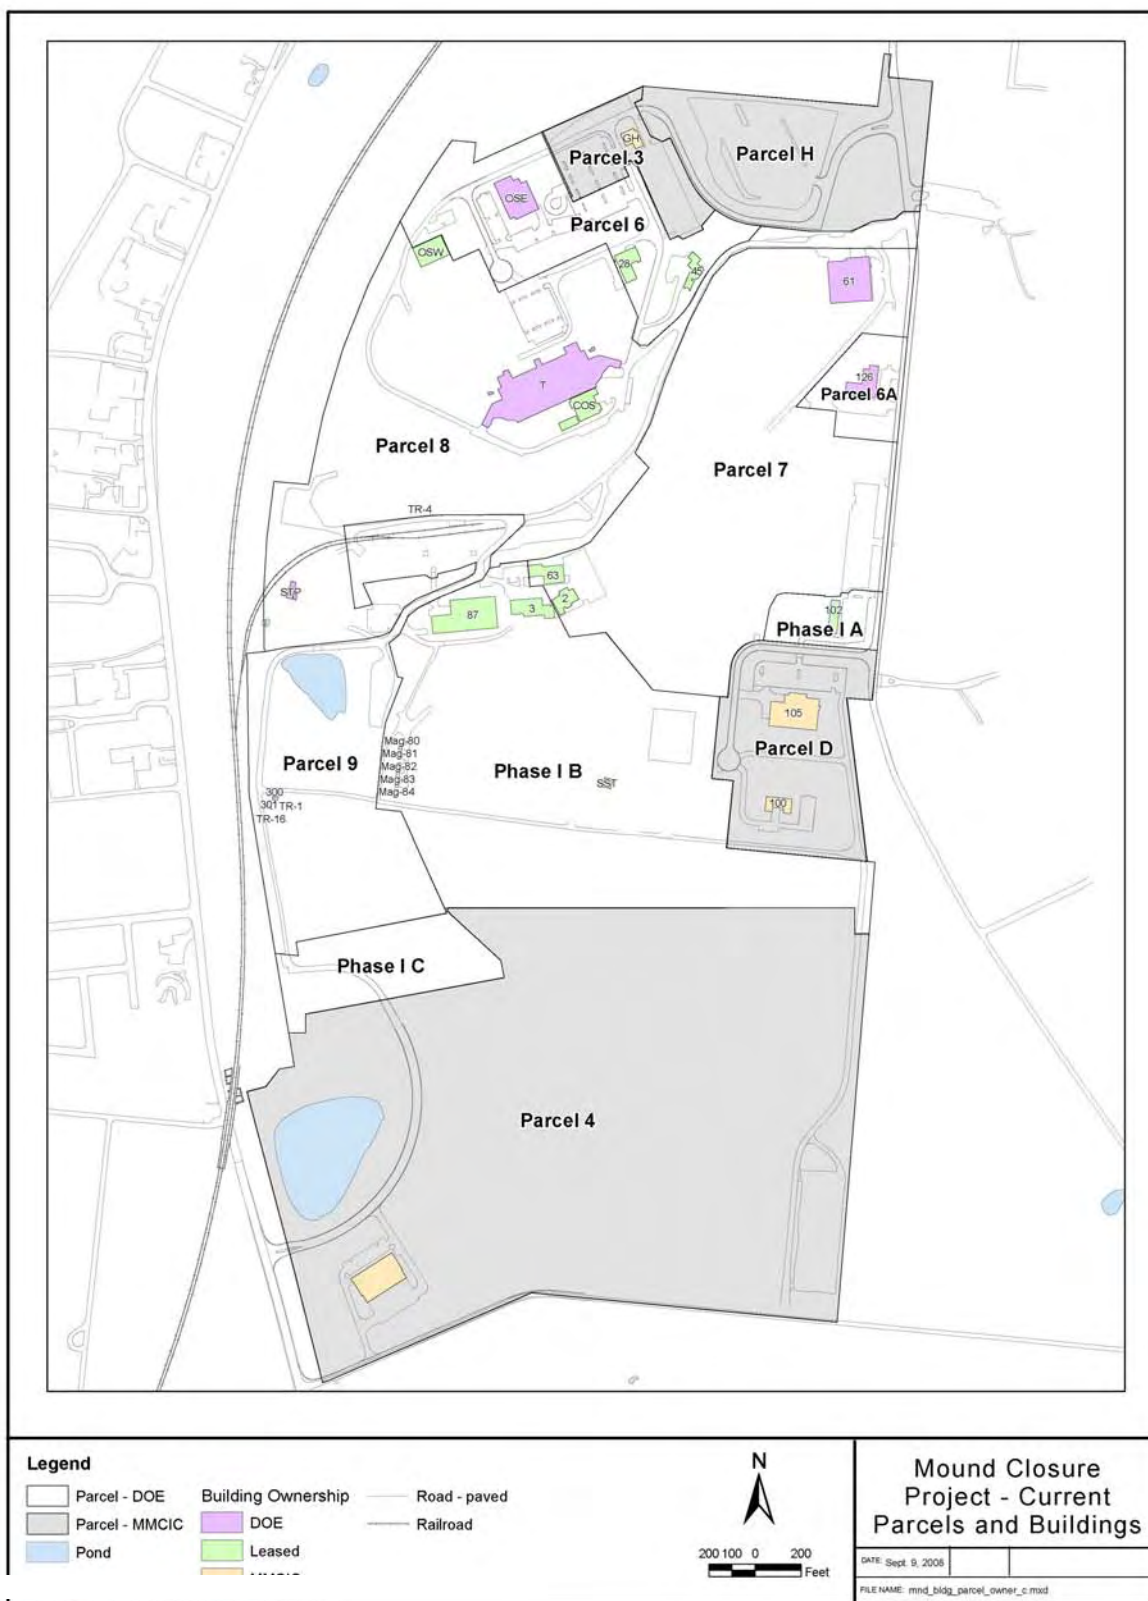 Parcel 3
GH
Parcel H
OSE
Parcel 6
OSW
28
45
61
T
COS
126
Parcel 6A
Parcel 8
Parcel 7
TR-4
STP
63
2
3
87
102
Phase I A
105
Parcel D
100
Mag-80
Mag-81
Mag-82
Mag-83
Mag-84
Parcel 9
Phase I B
SST
300
301 TR-1
TR-16
Phase I C
Parcel 4
Legend
Parcel - DOE
Parcel - MMCIC
Pond
Building Ownership
DOE
Leased
Road - paved
Railroad
N
200 100 0 200
Feet
Mound Closure
Project - Current
Parcels and Buildings
DATE: Sept. 9, 2008
FILE NAME: mnd_bldg_parcel_owner_c.mxd